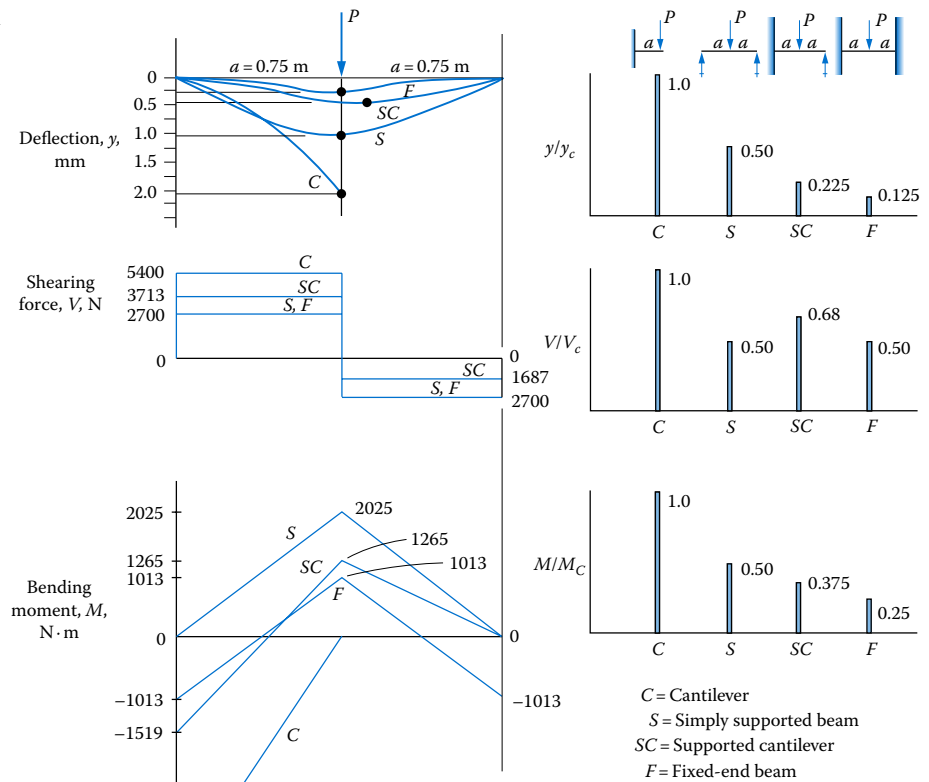 P
a = 0.75 m a = 0.75 m
0
0.5
1.0
1.5
2.0
Deflection, y,
mm
F
SC
S
C
Shearing
force, V, N
5400
3713
2700
0
C
SC
S, F
0
SC
1687
S, F
2700
Bending
moment, M,
N·m
2025
1265
1013
0
−1013
−1519
S
SC
F
C
2025
1265
1013
0
−1013
P P P P
a a a a a a a
y/yc
1.0
0.50
0.225
0.125
C S SC F
V/Vc
1.0
0.50
0.68
0.50
C S SC F
M/MC
1.0
0.50
0.375
0.25
C S SC F
C = Cantilever
S = Simply supported beam
SC = Supported cantilever
F = Fixed-end beam